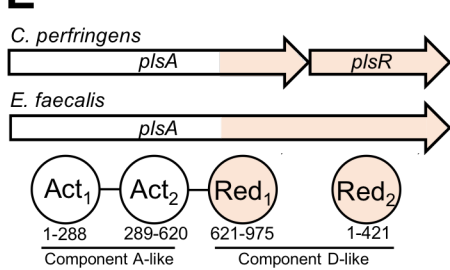 E
C. perfringens
plsA plsR
E. faecalis
plsA
Act1 Act2 Red1 Red2
1-288 289-620 621-975 1-421
Component A-like Component D-like